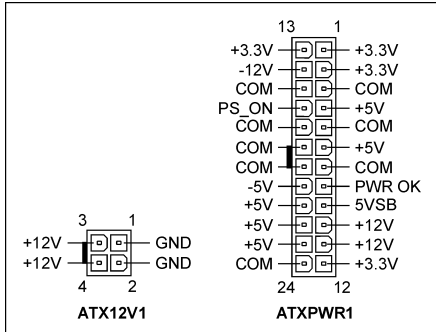 13 1
+3.3V +3.3V
-12V +3.3V
COM COM
PS_ON +5V
COM COM
COM +5V
COM COM
-5V PWR OK
+5V 5VSB
+5V +12V
+5V +12V
COM +3.3V
24 12
ATXPWR1
3 1
+12V GND
+12V GND
4 2
ATX12V1